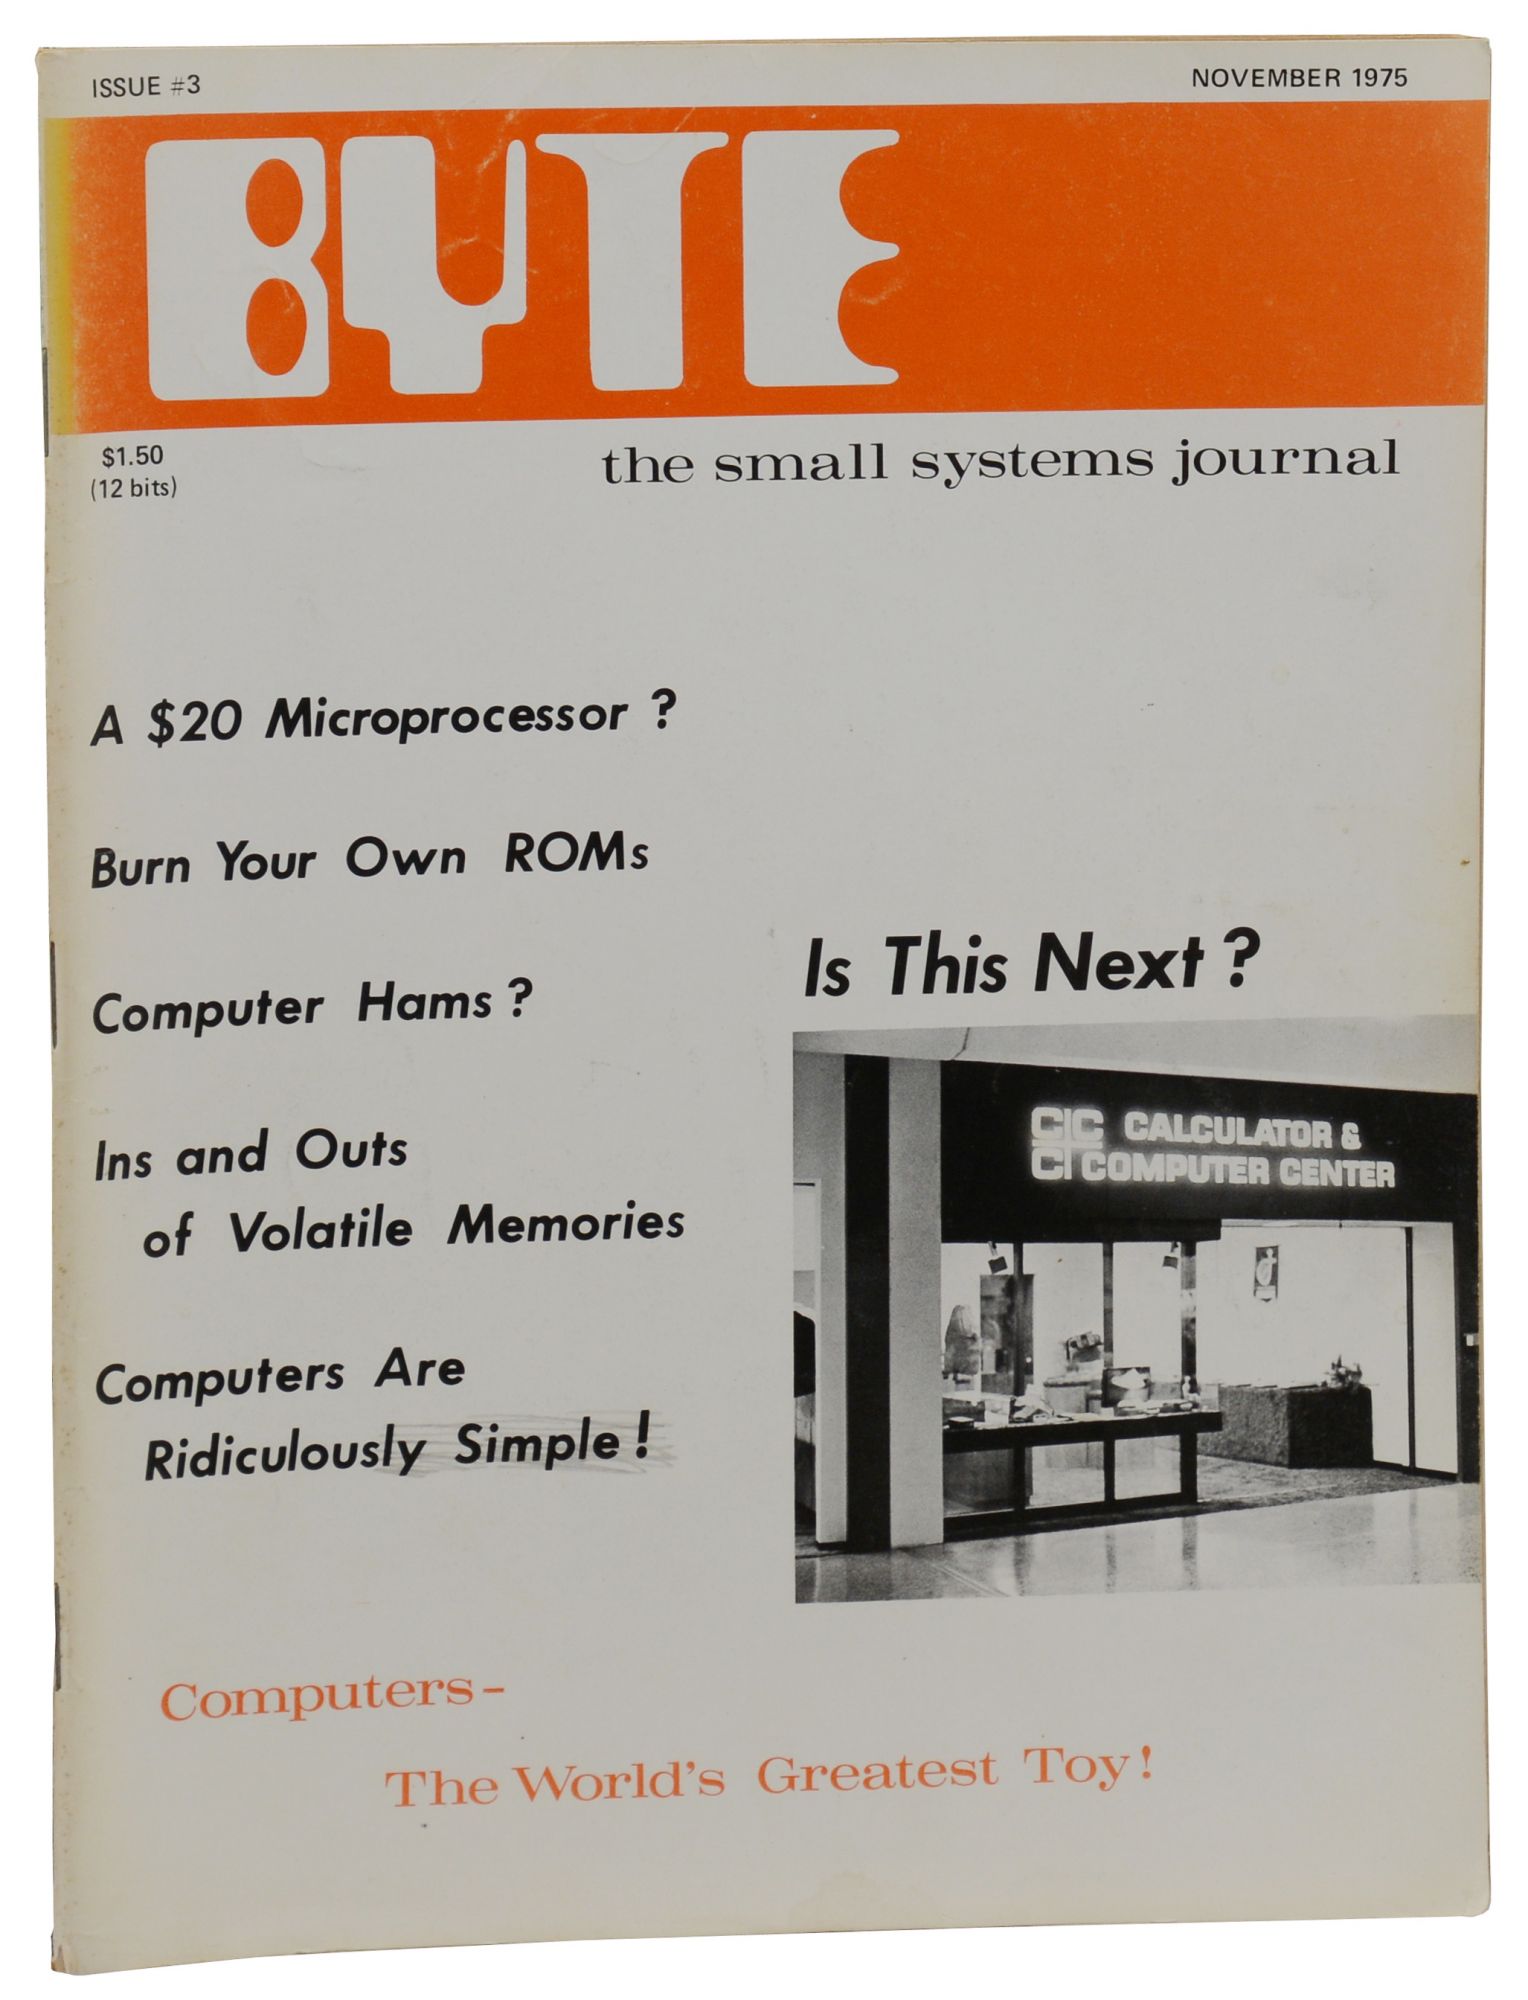 ISSUE #3
NOVEMBER 1975
BYTE
$1.50
(12 bits)
the small systems journal
A $20 Microprocessor ?
Burn Your Own ROMs
Computer Hams ?
Ins and Outs
of Volatile Memories
Computers Are
Ridiculously Simple !
Is This Next ?
C|C CALCULATOR &
C| COMPUTER CENTER
Computers -
The World's Greatest Toy !